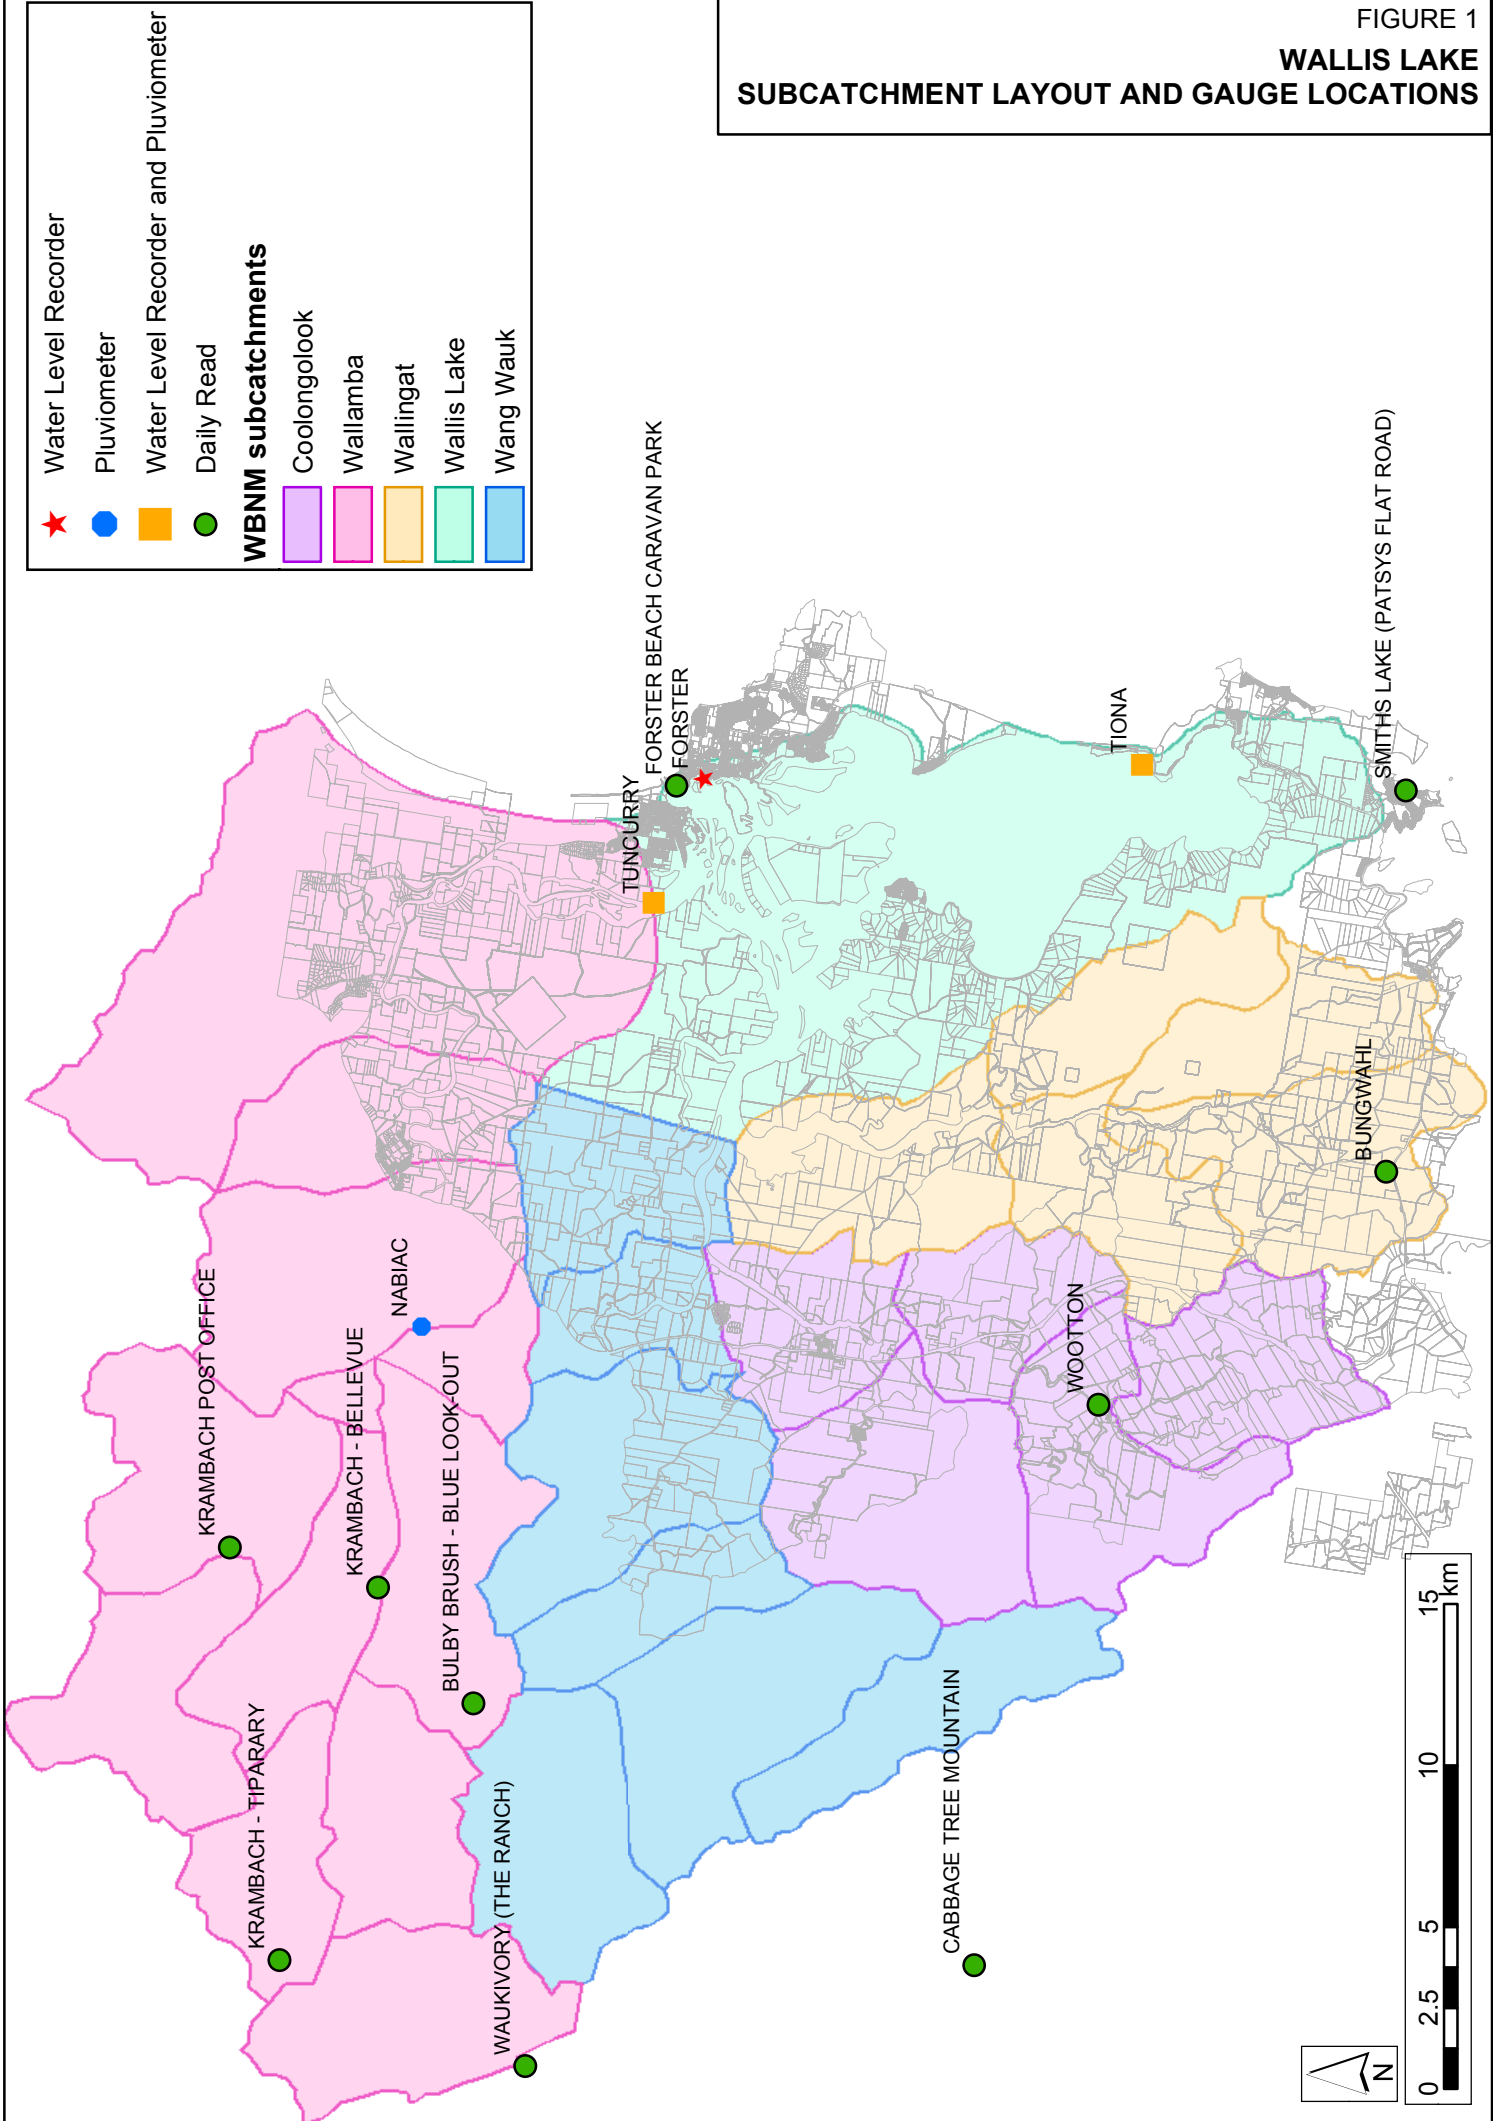 FIGURE 1
WALLIS LAKE
SUBCATCHMENT LAYOUT AND GAUGE LOCATIONS
Water Level Recorder
Pluviometer
Water Level Recorder and Pluviometer
Daily Read
WBNM subcatchments
Coolongolook
Wallamba
Wallingat
Wallis Lake
Wang Wauk
KRAMBACH - TIPARARY
KRAMBACH POST OFFICE
KRAMBACH - BELLEVUE
NABIAC
BULBY BRUSH - BLUE LOOK-OUT
WAUKIVORY (THE RANCH)
TUNCURRY
FORSTER BEACH CARAVAN PARK
FORSTER
CABBAGE TREE MOUNTAIN
WOOTTON
TIONA
BUNGWAHL
SMITHS LAKE (PATSYS FLAT ROAD)
N
0 2.5 5 10 15
km